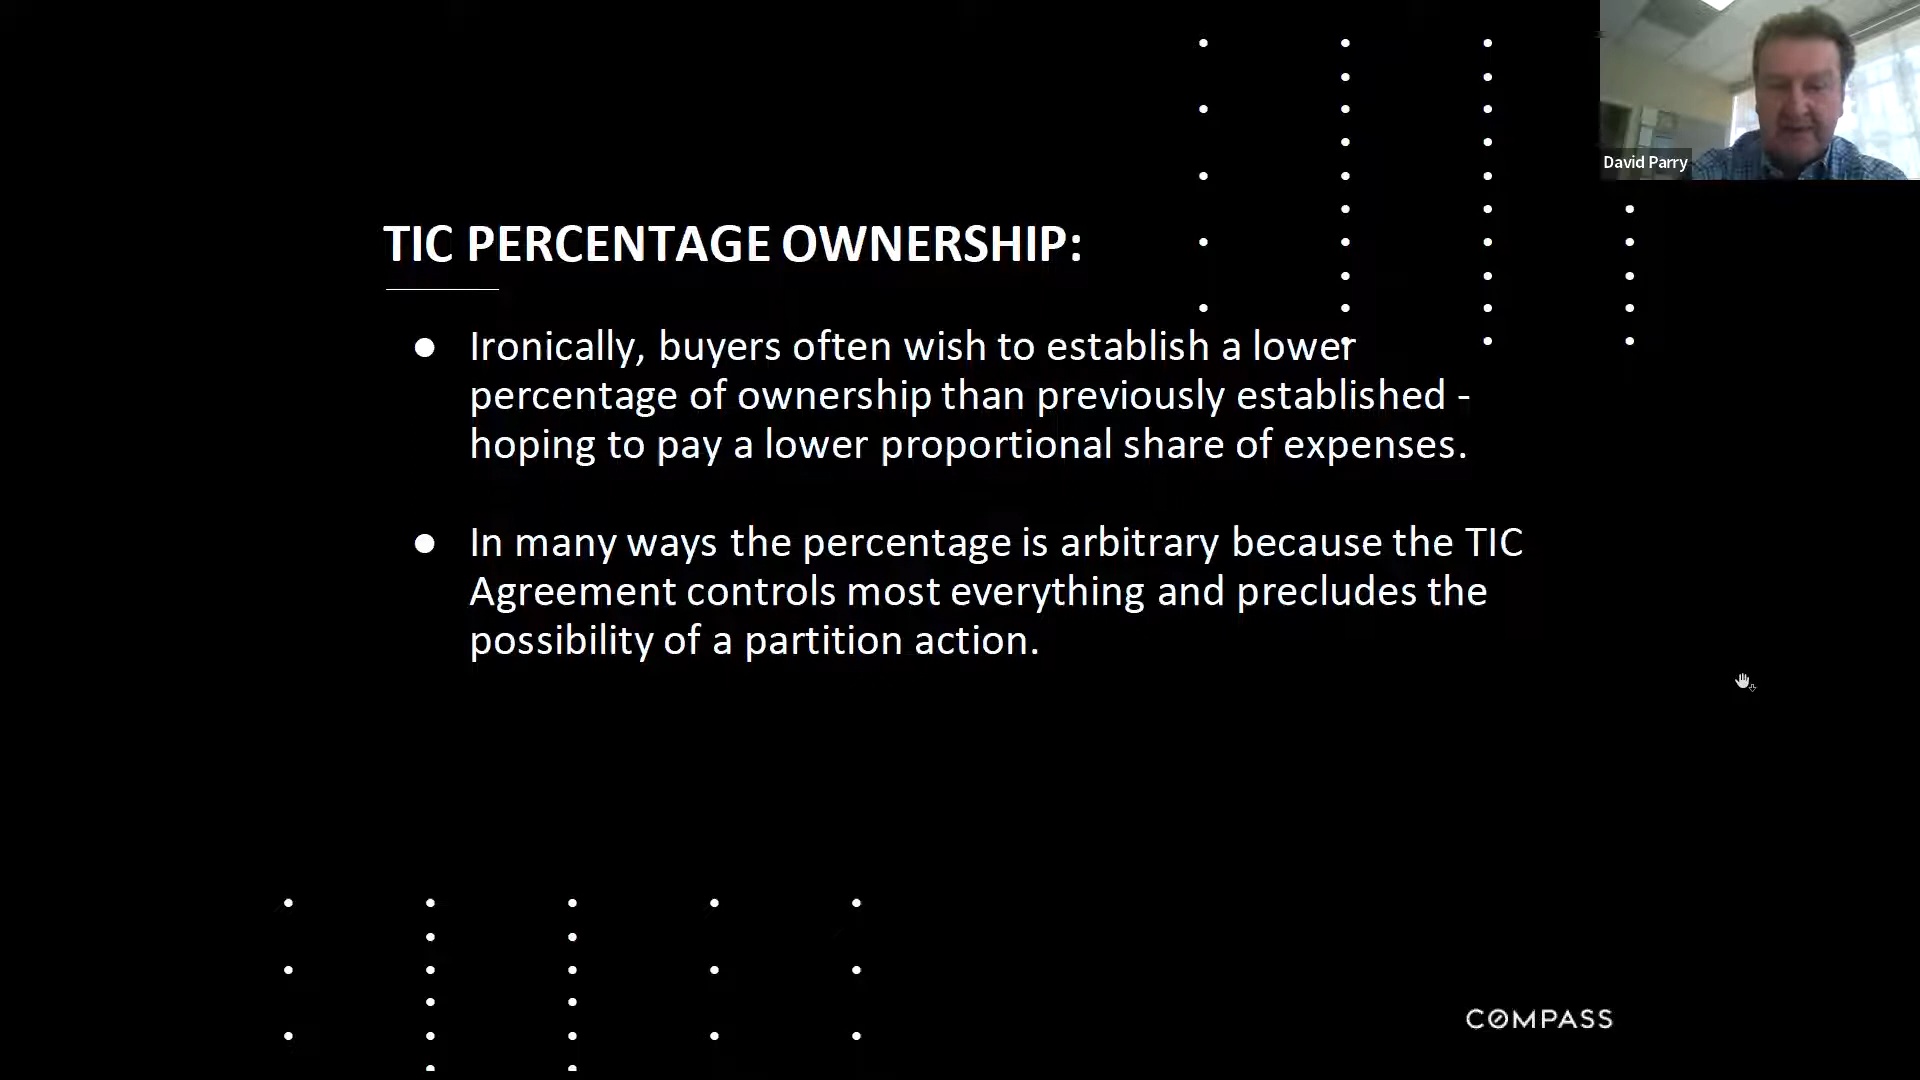 David Parry
TIC PERCENTAGE OWNERSHIP:
● Ironically, buyers often wish to establish a lower
percentage of ownership than previously established -
hoping to pay a lower proportional share of expenses.
● In many ways the percentage is arbitrary because the TIC
Agreement controls most everything and precludes the
possibility of a partition action.
COMPASS